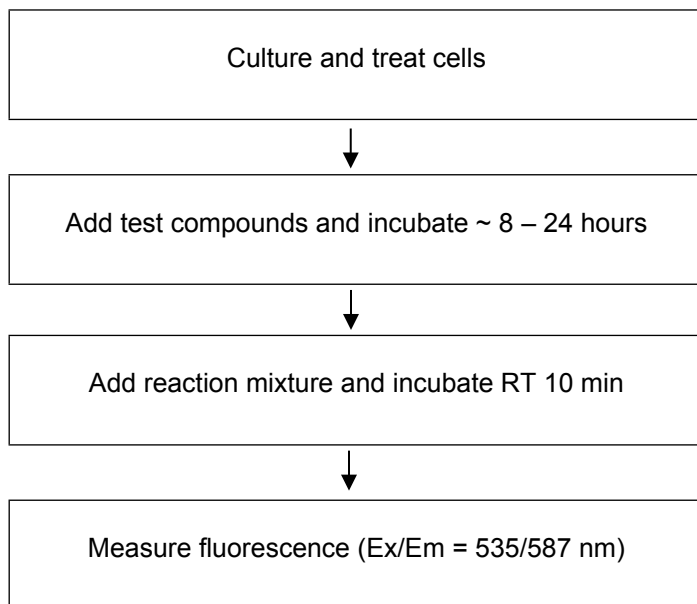 Culture and treat cells
Add test compounds and incubate ~ 8 – 24 hours
Add reaction mixture and incubate RT 10 min
Measure fluorescence (Ex/Em = 535/587 nm)